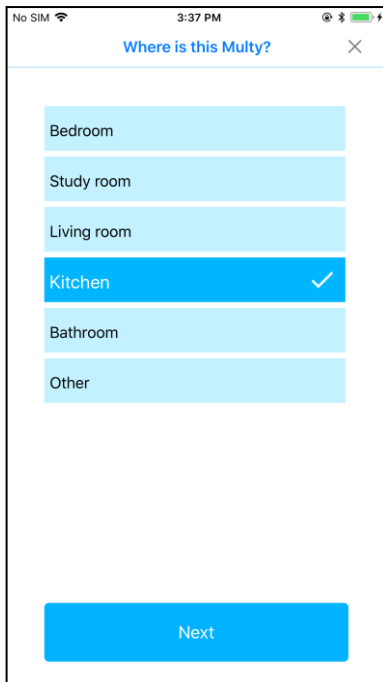 No SIM 3:37 PM
Where is this Multy?
Bedroom
Study room
Living room
Kitchen
Bathroom
Other
Next